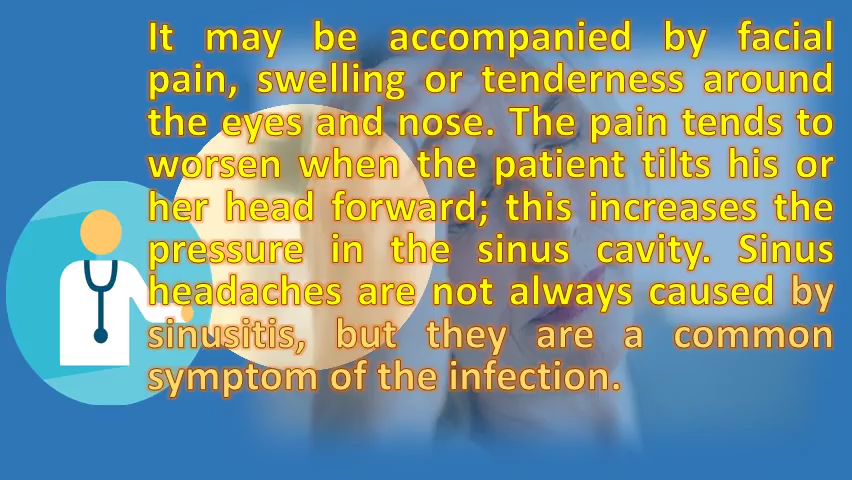 It may be accompanied by facial
pain, swelling or tenderness around
the eyes and nose. The pain tends to
worsen when the patient tilts his or
her head forward; this increases the
pressure in the sinus cavity. Sinus
headaches are not always caused by
sinusitis, but they are a common
symptom of the infection.